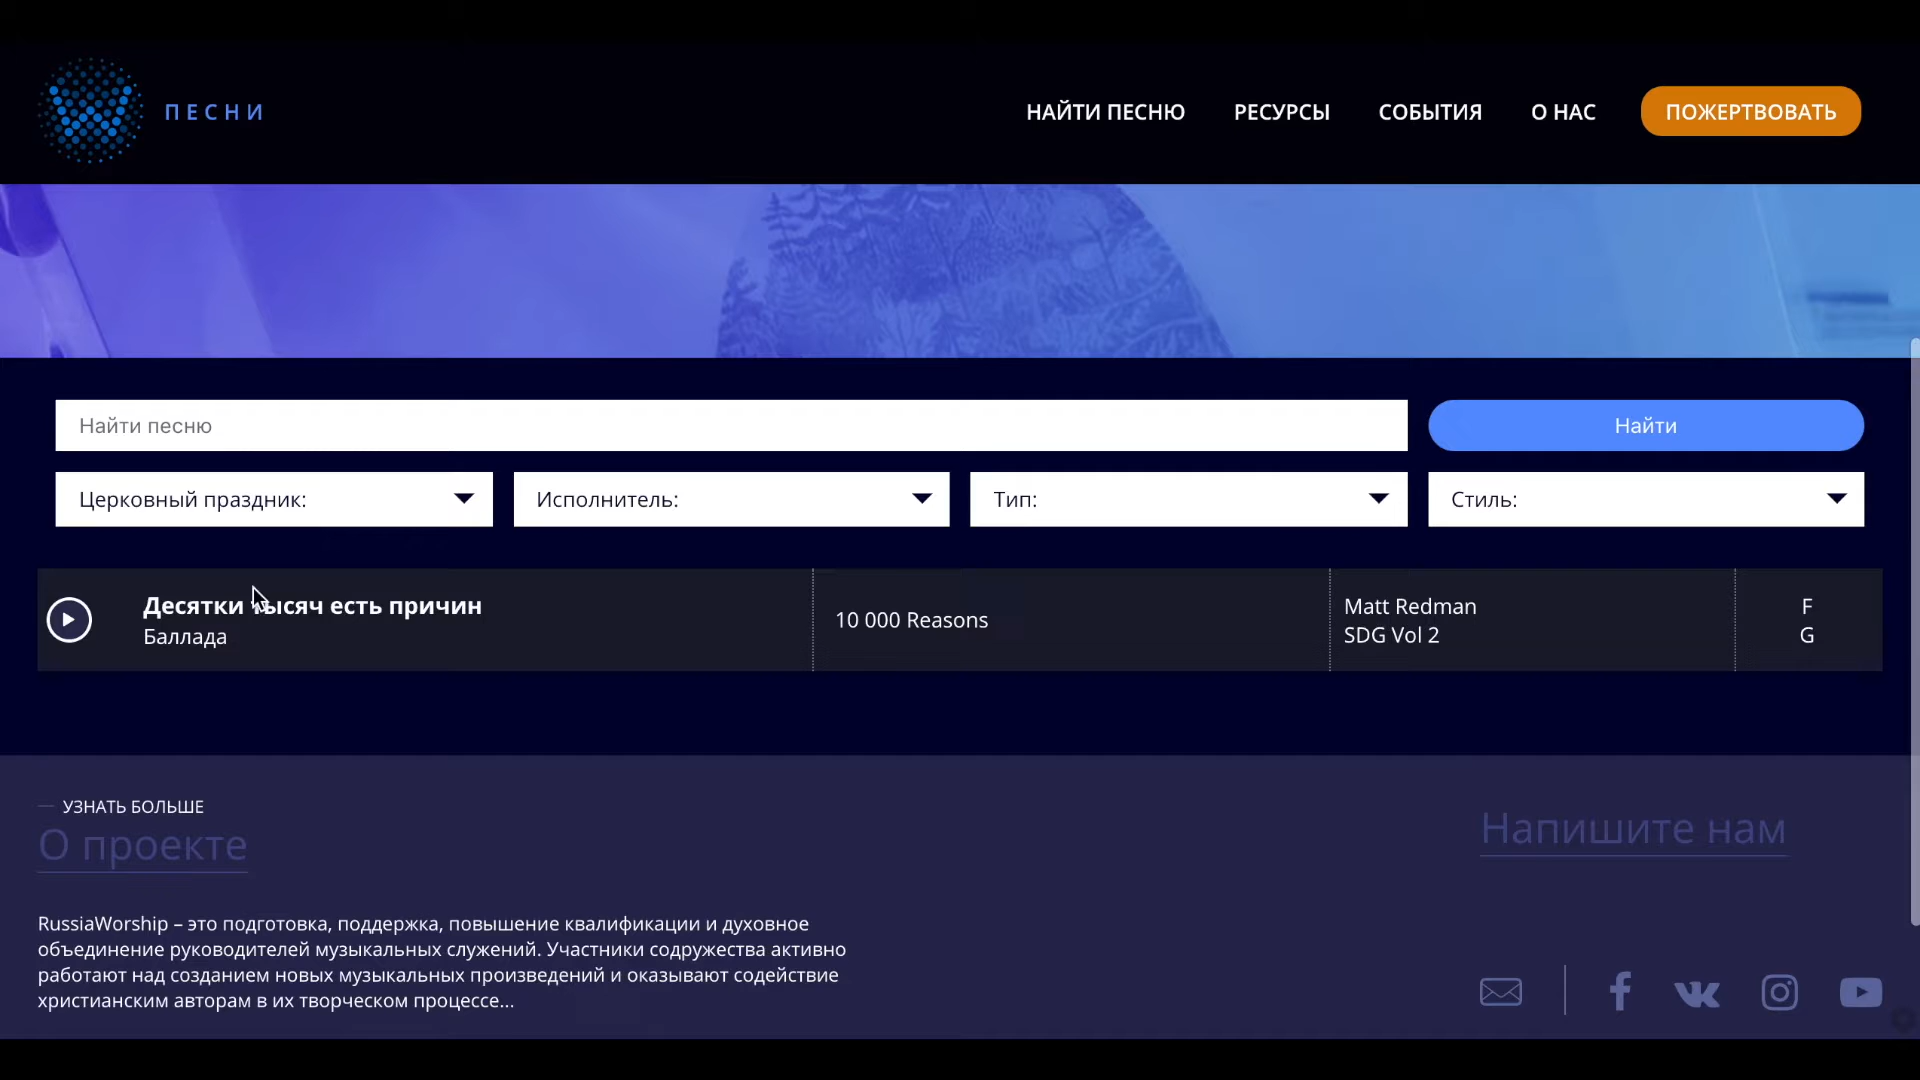 ПЕСНИ
НАЙТИ ПЕСНЮ
РЕСУРСЫ
СОБЫТИЯ
О НАС
ПОЖЕРТВОВАТЬ
Найти песню
Найти
Церковный праздник:
Исполнитель:
Тип:
Стиль:
Десятки тысяч есть причин
Баллада
10 000 Reasons
Matt Redman
SDG Vol 2
F
G
УЗНАТЬ БОЛЬШЕ
О проекте
Напишите нам
RussiaWorship – это подготовка, поддержка, повышение квалификации и духовное
объединение руководителей музыкальных служений. Участники содружества активно
работают над созданием новых музыкальных произведений и оказывают содействие
христианским авторам в их творческом процессе...